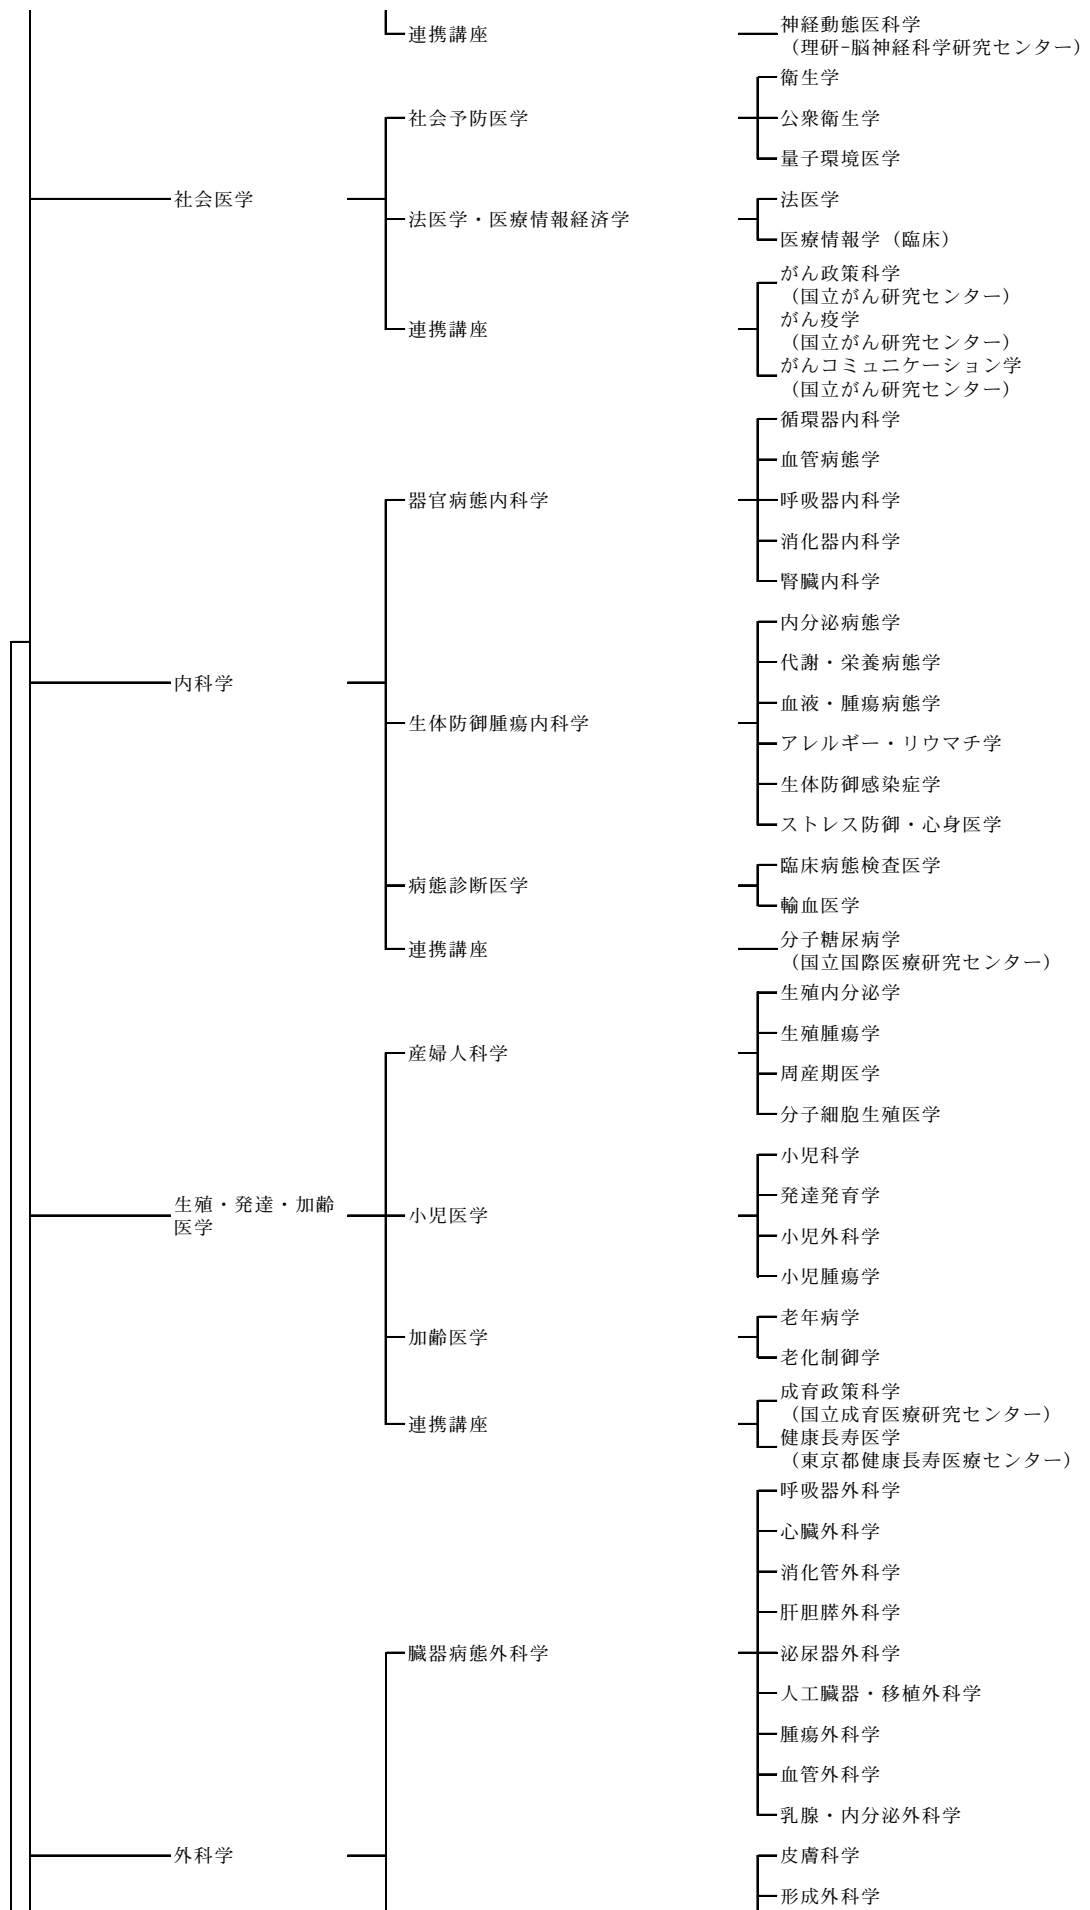 連携講座
神経動態医科学
（理研-脳神経科学研究センター）
社会医学
社会予防医学
衛生学
公衆衛生学
量子環境医学
法医学・医療情報経済学
法医学
医療情報学（臨床）
連携講座
がん政策科学
（国立がん研究センター）
がん疫学
（国立がん研究センター）
がんコミュニケーション学
（国立がん研究センター）
内科学
器官病態内科学
循環器内科学
血管病態学
呼吸器内科学
消化器内科学
腎臓内科学
生体防御腫瘍内科学
内分泌病態学
代謝・栄養病態学
血液・腫瘍病態学
アレルギー・リウマチ学
生体防御感染症学
ストレス防御・心身医学
病態診断医学
臨床病態検査医学
輸血医学
連携講座
分子糖尿病学
（国立国際医療研究センター）
生殖・発達・加齢
医学
産婦人科学
生殖内分泌学
生殖腫瘍学
周産期医学
分子細胞生殖医学
小児医学
小児科学
発達発育学
小児外科学
小児腫瘍学
加齢医学
老年病学
老化制御学
連携講座
成育政策科学
（国立成育医療研究センター）
健康長寿医学
（東京都健康長寿医療センター）
外科学
臓器病態外科学
呼吸器外科学
心臓外科学
消化管外科学
肝胆膵外科学
泌尿器外科学
人工臓器・移植外科学
腫瘍外科学
血管外科学
乳腺・内分泌外科学
皮膚科学
形成外科学